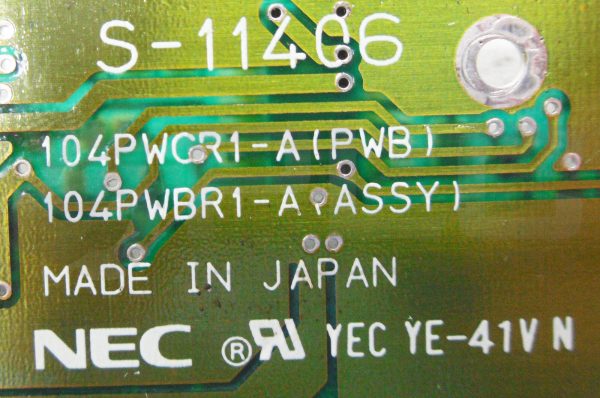 S-11406
104PWCR1-A(PWB)
104PWBR1-A(ASSY)
MADE IN JAPAN
NEC ® YEC YE-41V N